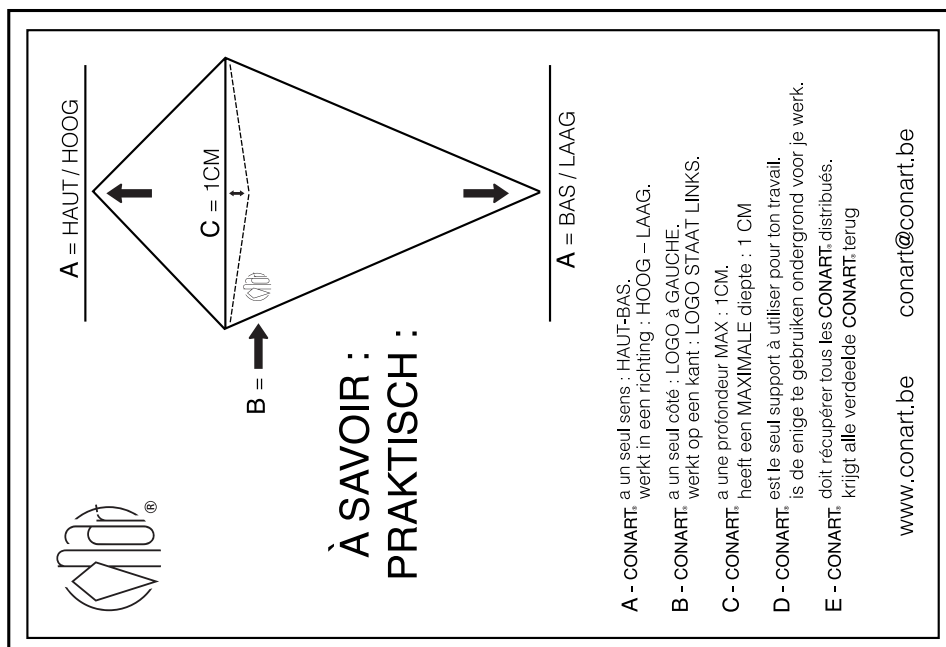 A = HAUT / HOOG
C = 1CM
B =
A = BAS / LAAG
®
À SAVOIR :
PRAKTISCH :
A - CONART® a un seul sens : HAUT-BAS.
werkt in een richting : HOOG – LAAG.
B - CONART® a un seul côté : LOGO à GAUCHE.
werkt op een kant : LOGO STAAT LINKS.
C - CONART® a une profondeur MAX : 1CM.
heeft een MAXIMALE diepte : 1 CM
D - CONART® est le seul support à utiliser pour ton travail.
is de enige te gebruiken ondergrond voor je werk.
E - CONART® doit récupérer tous les CONART® distribués.
krijgt alle verdeelde CONART® terug
www.conart.be conart@conart.be